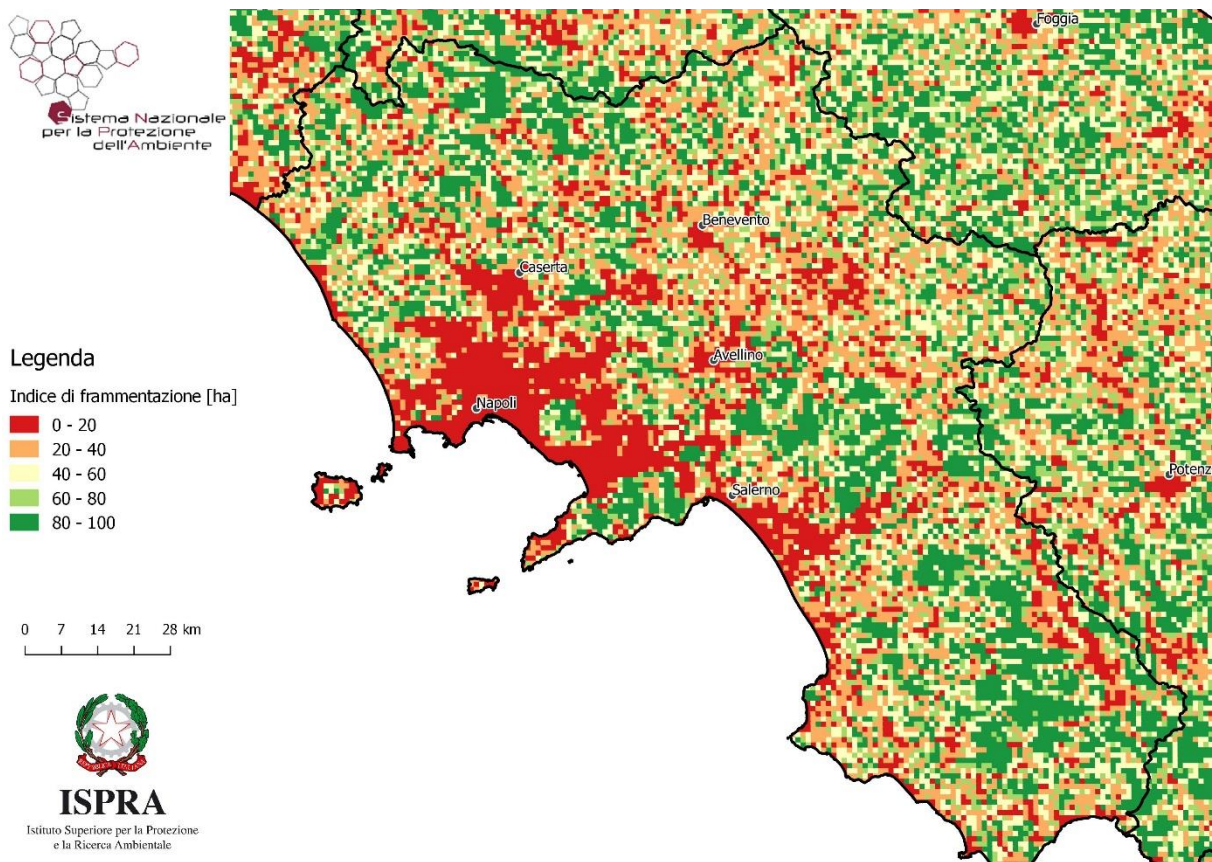 Sistema Nazionale
per la Protezione
dell'Ambiente
Foggia
Benevento
Caserta
Avellino
Napoli
Salerno
Potenz
Legenda
Indice di frammentazione [ha]
0 - 20
20 - 40
40 - 60
60 - 80
80 - 100
0 7 14 21 28 km
REPVBBLICA ITALIANA
ISPRA
Istituto Superiore per la Protezione
e la Ricerca Ambientale